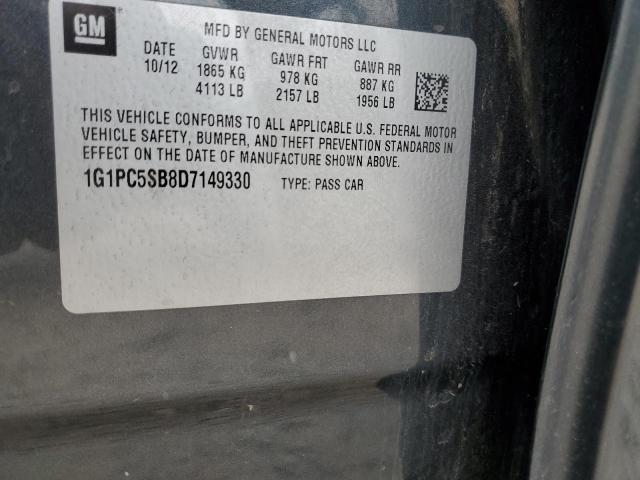 GM
MFD BY GENERAL MOTORS LLC
DATE GVWR GAWR FRT GAWR RR
10/12 1865 KG 978 KG 887 KG
4113 LB 2157 LB 1956 LB
THIS VEHICLE CONFORMS TO ALL APPLICABLE U.S. FEDERAL MOTOR
VEHICLE SAFETY, BUMPER, AND THEFT PREVENTION STANDARDS IN
EFFECT ON THE DATE OF MANUFACTURE SHOWN ABOVE.
1G1PC5SB8D7149330 TYPE: PASS CAR